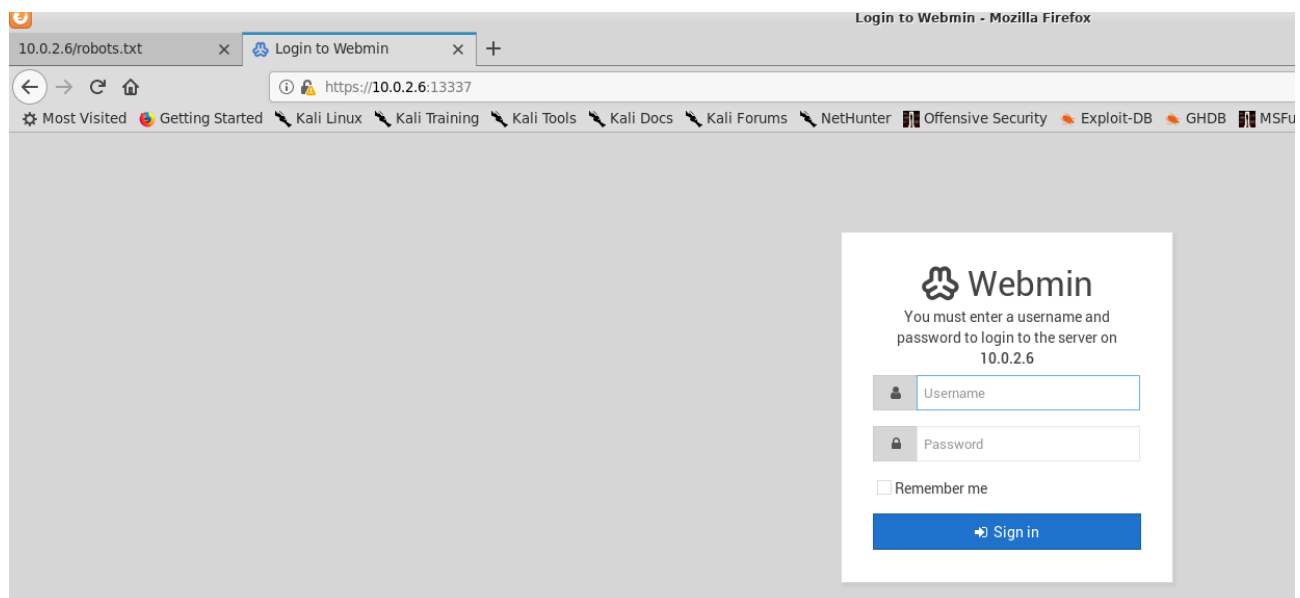 Login to Webmin - Mozilla Firefox
10.0.2.6/robots.txt
Login to Webmin
https://10.0.2.6:13337
Most Visited Getting Started Kali Linux Kali Training Kali Tools Kali Docs Kali Forums NetHunter Offensive Security Exploit-DB GHDB MSFu
Webmin
You must enter a username and
password to login to the server on
10.0.2.6
Username
Password
Remember me
Sign in